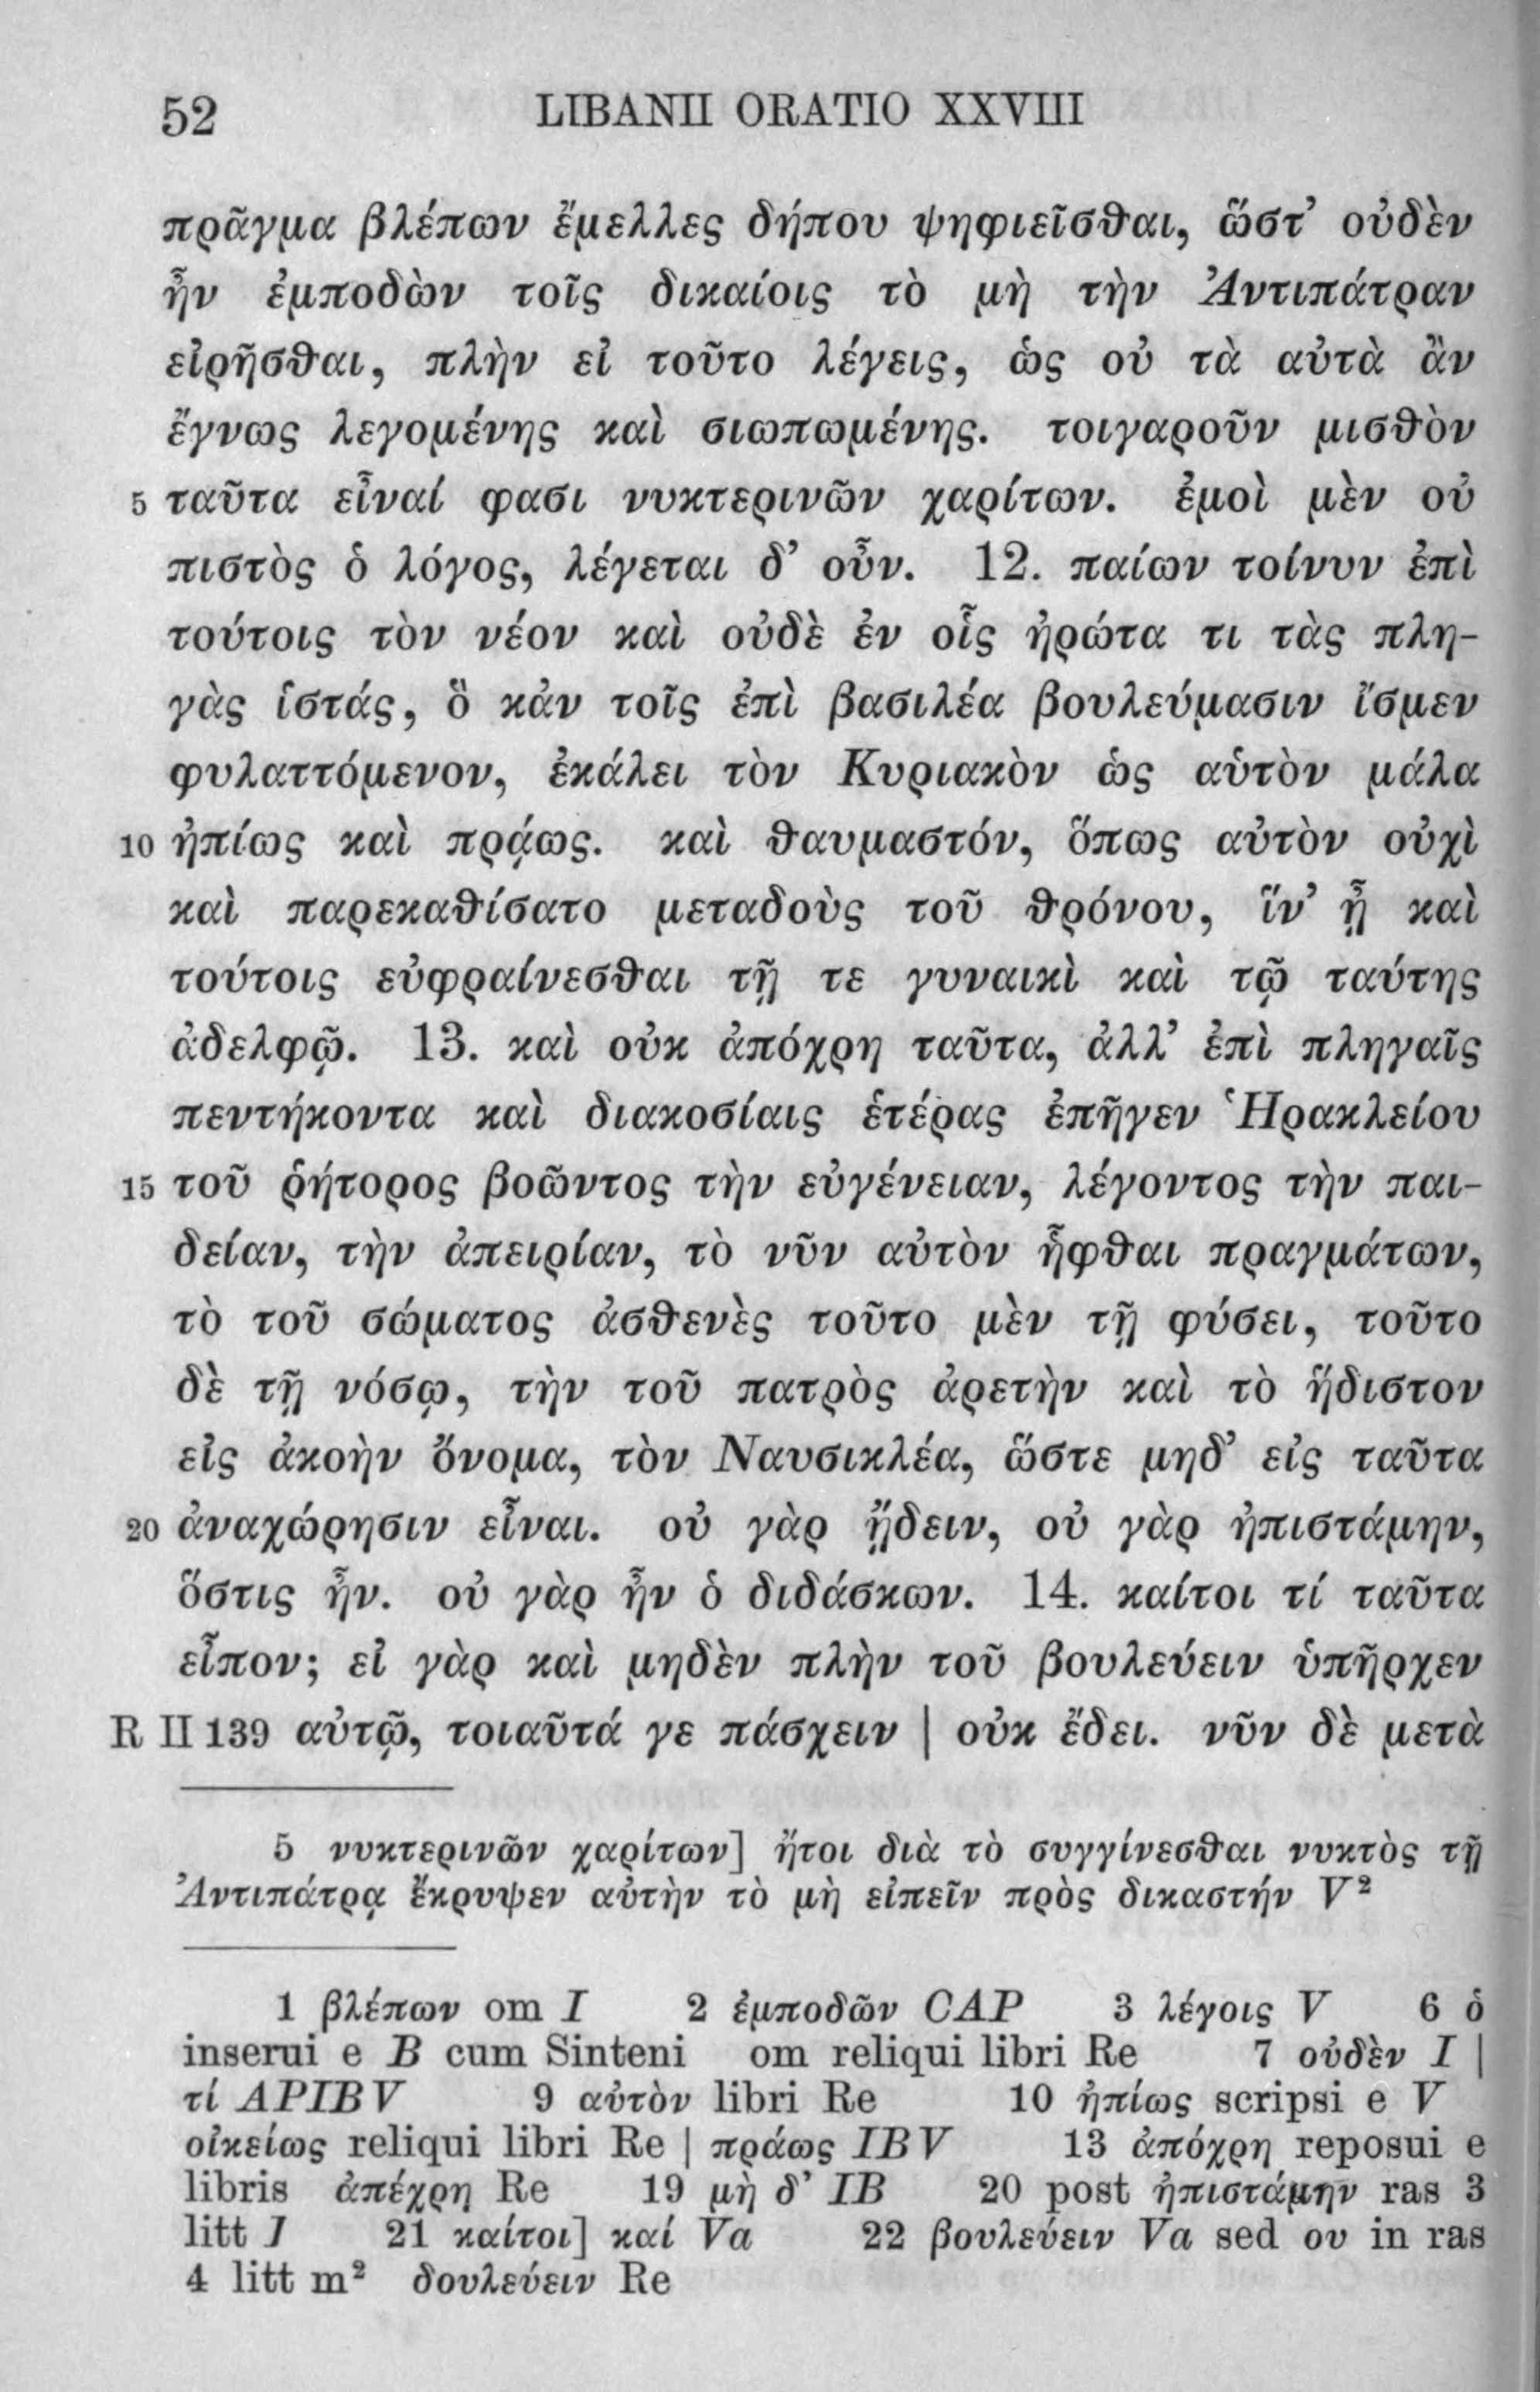 52 LIBANII ORATIO XXVIII
πρᾶγμα βλέπων ἔμελλες δήπου ψηφιεῖσθαι, ὥστ’ οὐδὲν
ἦν ἐμποδὼν τοῖς δικαίοις τὸ μὴ τὴν Ἀντιπάτραν
εἰρῆσθαι, πλὴν εἰ τοῦτο λέγεις, ὡς οὐ τὰ αὐτὰ ἂν
ἔγνως λεγομένης καὶ σιωπωμένης. τοιγαροῦν μισθὸν
5 ταῦτα εἶναί φασι νυκτερινῶν χαρίτων. ἐμοὶ μὲν οὐ
πιστὸς ὁ λόγος, λέγεται δ’ οὖν. 12. παίων τοίνυν ἐπὶ
τούτοις τὸν νέον καὶ οὐδὲ ἐν οἷς ἠρώτα τι τὰς πλη-
γὰς ἱστάς, ὃ κἀν τοῖς ἐπὶ βασιλέα βουλεύμασιν ἴσμεν
φυλαττόμενον, ἐκάλει τὸν Κυριακὸν ὡς αὑτὸν μάλα
10 ἠπίως καὶ πρᾴως. καὶ θαυμαστόν, ὅπως αὐτὸν οὐχὶ
καὶ παρεκαθίσατο μεταδοὺς τοῦ θρόνου, ἵν’ ᾖ καὶ
τούτοις εὐφραίνεσθαι τῇ τε γυναικὶ καὶ τῷ ταύτης
ἀδελφῷ. 13. καὶ οὐκ ἀπόχρη ταῦτα, ἀλλ’ ἐπὶ πληγαῖς
πεντήκοντα καὶ διακοσίαις ἑτέρας ἐπῆγεν Ἡρακλείου
15 τοῦ ῥήτορος βοῶντος τὴν εὐγένειαν, λέγοντος τὴν παι-
δείαν, τὴν ἀπειρίαν, τὸ νῦν αὐτὸν ἧφθαι πραγμάτων,
τὸ τοῦ σώματος ἀσθενὲς τοῦτο μὲν τῇ φύσει, τοῦτο
δὲ τῇ νόσῳ, τὴν τοῦ πατρὸς ἀρετὴν καὶ τὸ ἥδιστον
εἰς ἀκοὴν ὄνομα, τὸν Ναυσικλέα, ὥστε μηδ’ εἰς ταῦτα
20 ἀναχώρησιν εἶναι. οὐ γὰρ ᾔδειν, οὐ γὰρ ἠπιστάμην,
ὅστις ἦν. οὐ γὰρ ἦν ὁ διδάσκων. 14. καίτοι τί ταῦτα
εἶπον; εἰ γὰρ καὶ μηδὲν πλὴν τοῦ βουλεύειν ὑπῆρχεν
R II 139 αὐτῷ, τοιαῦτά γε πάσχειν | οὐκ ἔδει. νῦν δὲ μετὰ
5 νυκτερινῶν χαρίτων] ἤτοι διὰ τὸ συγγίνεσθαι νυκτὸς τῇ
Ἀντιπάτρᾳ ἔκρυψεν αὐτὴν τὸ μὴ εἰπεῖν πρὸς δικαστήν V²
1 βλέπων om I 2 ἐμποδῶν CAP 3 λέγοις V 6 ὁ
inserui e B cum Sinteni om reliqui libri Re 7 οὐδὲν I |
τί APIBV 9 αὐτὸν libri Re 10 ἠπίως scripsi e V
οἰκείως reliqui libri Re | πράως IBV 13 ἀπόχρη reposui e
libris ἀπέχρη Re 19 μὴ δ’ IB 20 post ἠπιστάμην ras 3
litt I 21 καίτοι] καί Va 22 βουλεύειν Va sed ου in ras
4 litt m² δουλεύειν Re